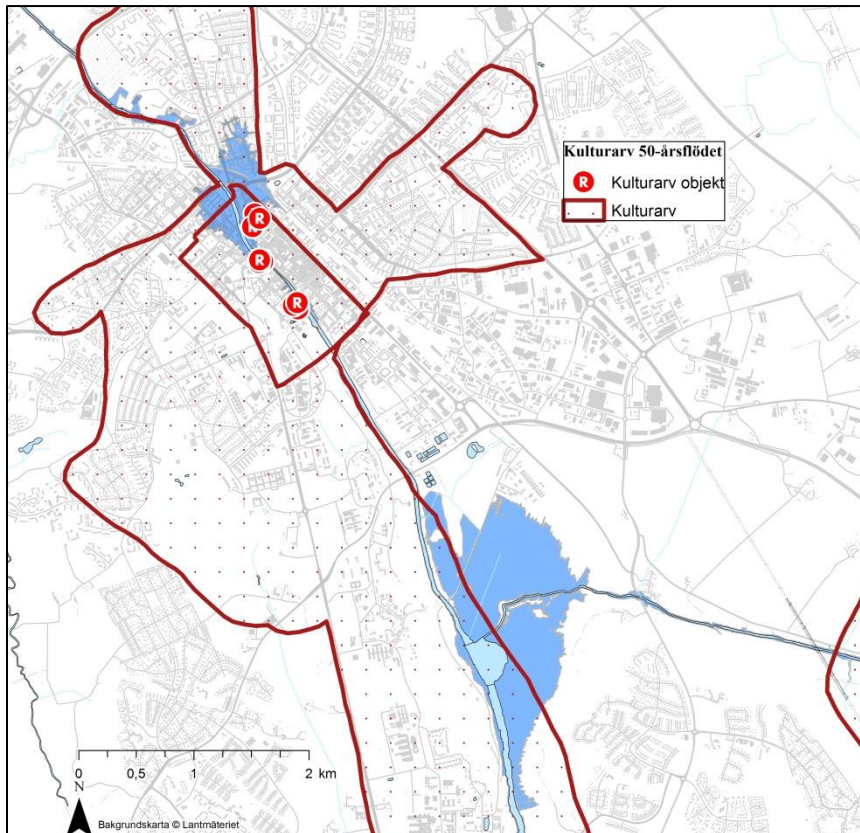 Kulturarv 50-årsflödet
R Kulturarv objekt
Kulturarv
R
R
R
R
0 0,5 1 2 km
N
Bakgrundskarta © Lantmäteriet